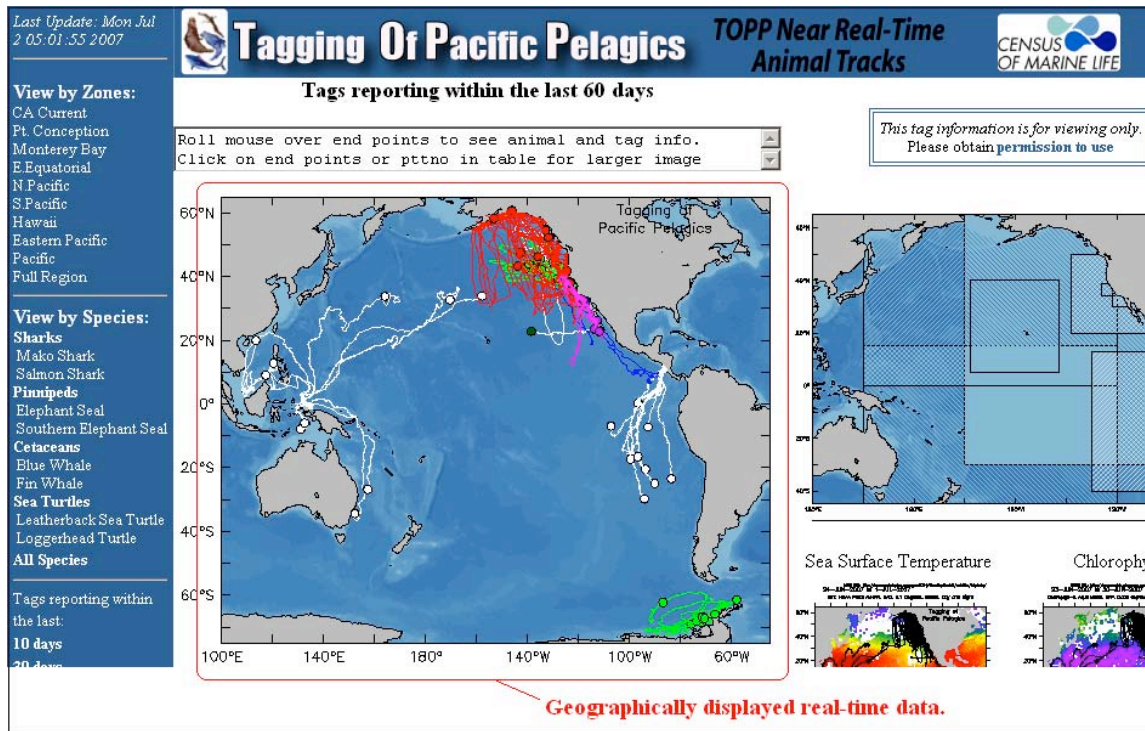 Last Update: Mon Jul
2 05:01:55 2007
Tagging Of Pacific Pelagics
TOPP Near Real-Time
Animal Tracks
CENSUS
OF MARINE LIFE
View by Zones:
CA Current
Pt. Conception
Monterey Bay
E.Equatorial
N.Pacific
S.Pacific
Hawaii
Eastern Pacific
Pacific
Full Region
View by Species:
Sharks
Mako Shark
Salmon Shark
Pinnipeds
Elephant Seal
Southern Elephant Seal
Cetaceans
Blue Whale
Fin Whale
Sea Turtles
Leatherback Sea Turtle
Loggerhead Turtle
All Species
Tags reporting within
the last:
10 days
Tags reporting within the last 60 days
Roll mouse over end points to see animal and tag info.
Click on end points or pttno in table for larger image
This tag information is for viewing only.
Please obtain permission to use
Tagging of
Pacific Pelagics
60°N
40°N
20°N
0°
20°S
40°S
60°S
100°E
140°E
180°
140°W
100°W
60°W
Sea Surface Temperature
Chlorophy
Tagging of
Pacific Pelagics
Geographically displayed real-time data.